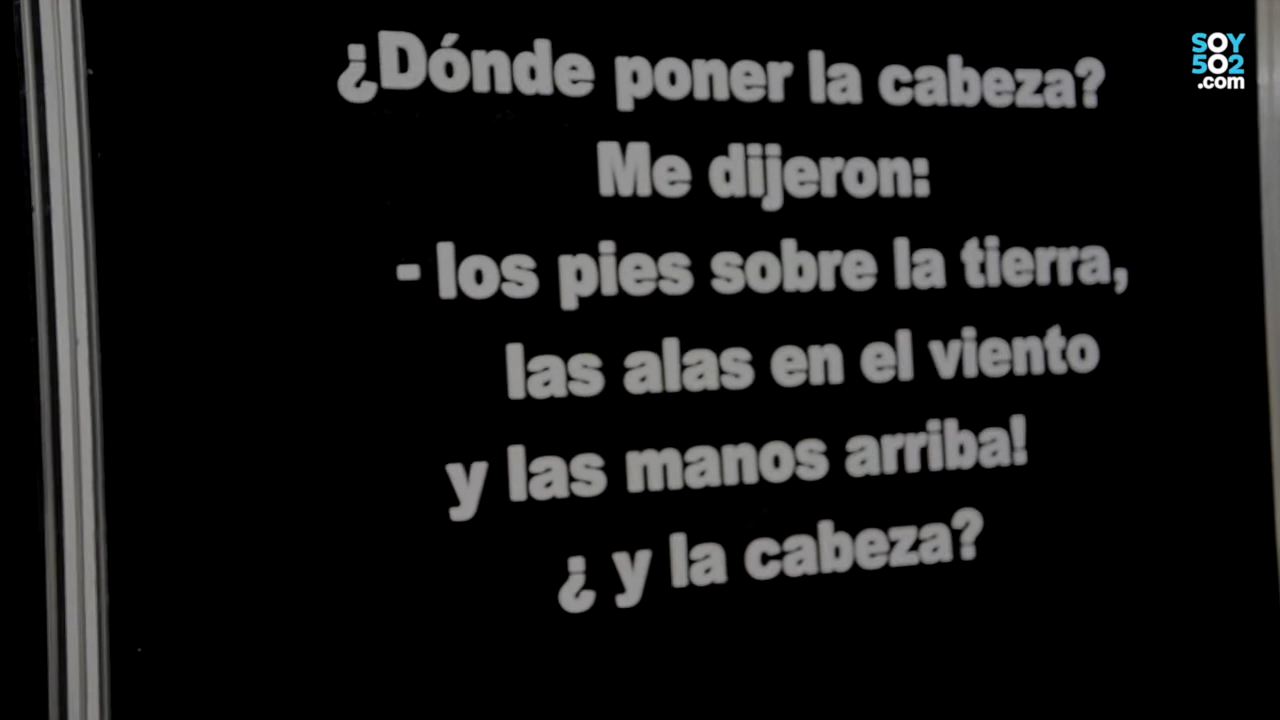 ¿Dónde poner la cabeza?
Me dijeron:
- los pies sobre la tierra,
las alas en el viento
y las manos arriba!
¿ y la cabeza?
SOY
502
.com